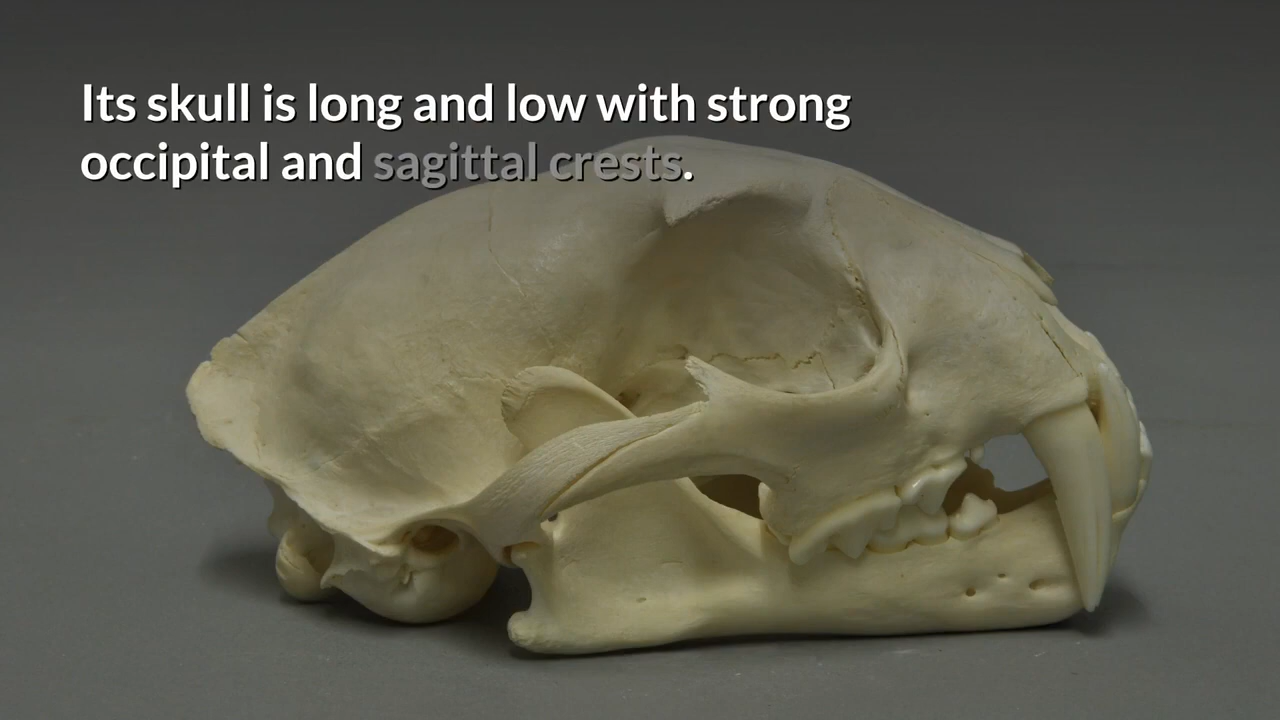 Its skull is long and low with strong
occipital and sagittal crests.